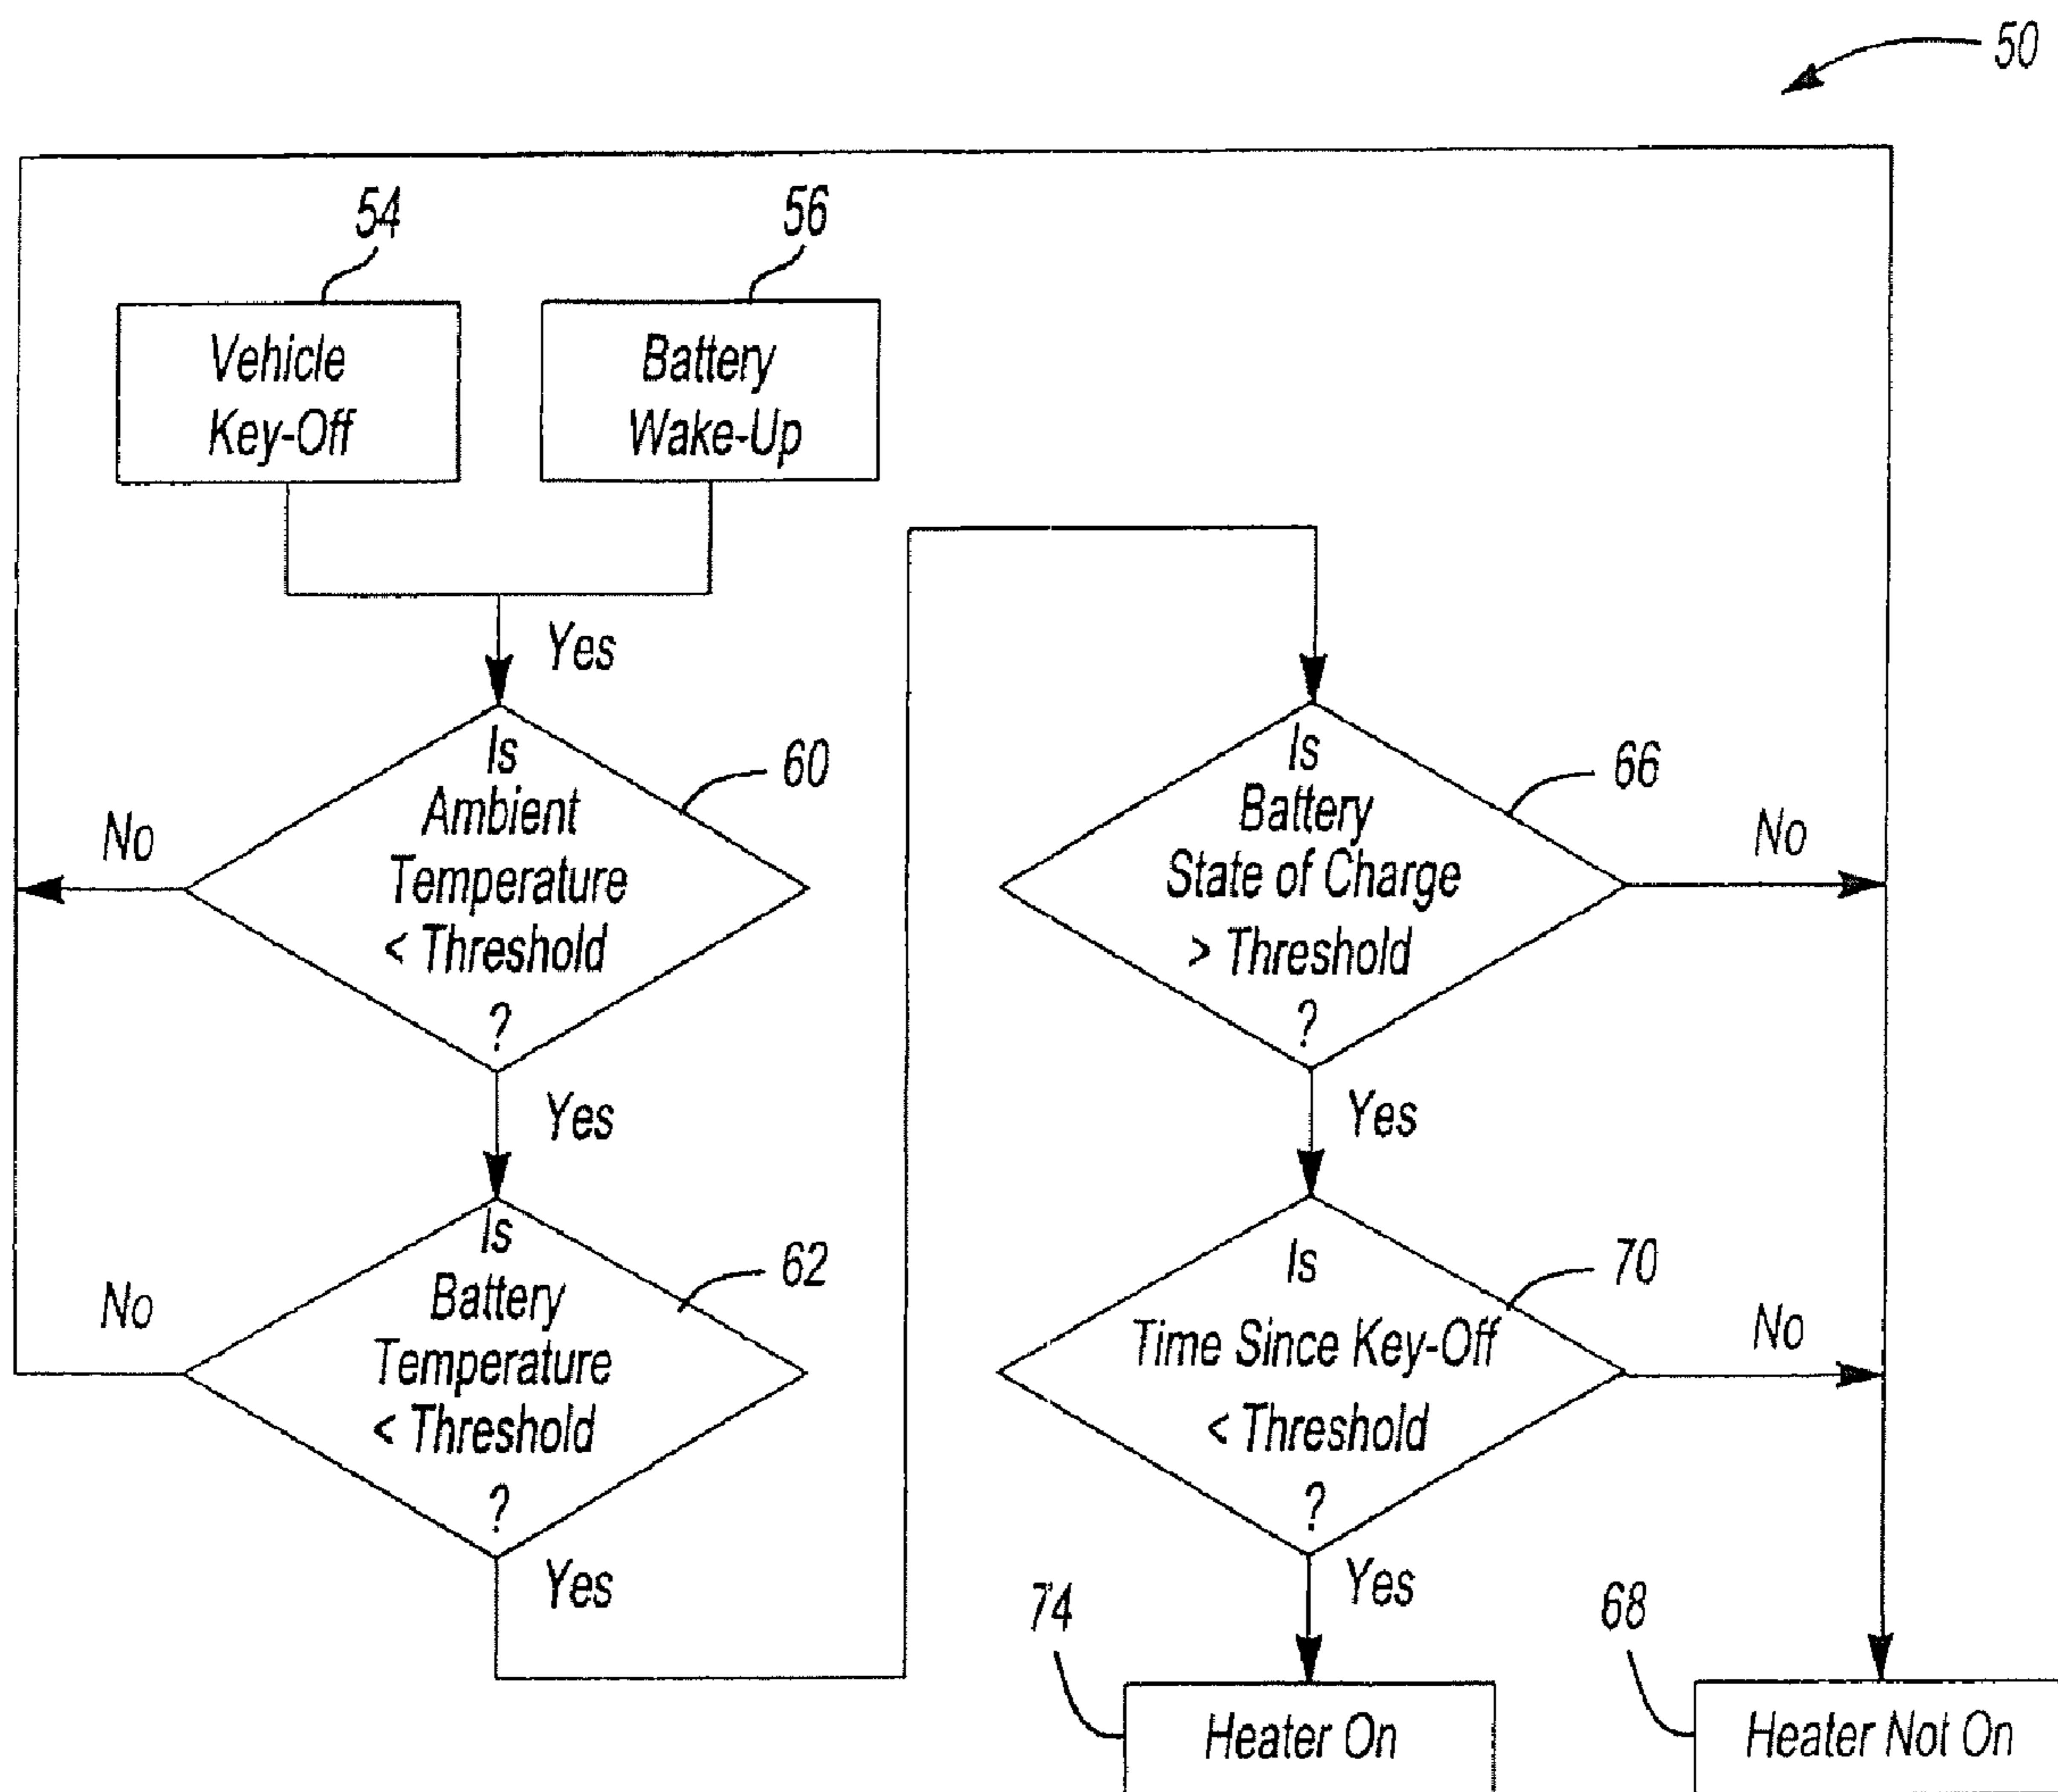 50
54
56
Vehicle
Key-Off
Battery
Wake-Up
Yes
Is
Ambient
Temperature
< Threshold
?
60
No
Yes
Is
Battery
Temperature
< Threshold
?
62
No
Yes
Is
Battery
State of Charge
> Threshold
?
66
No
Yes
Is
Time Since Key-Off
< Threshold
?
70
No
Yes
74
Heater On
68
Heater Not On